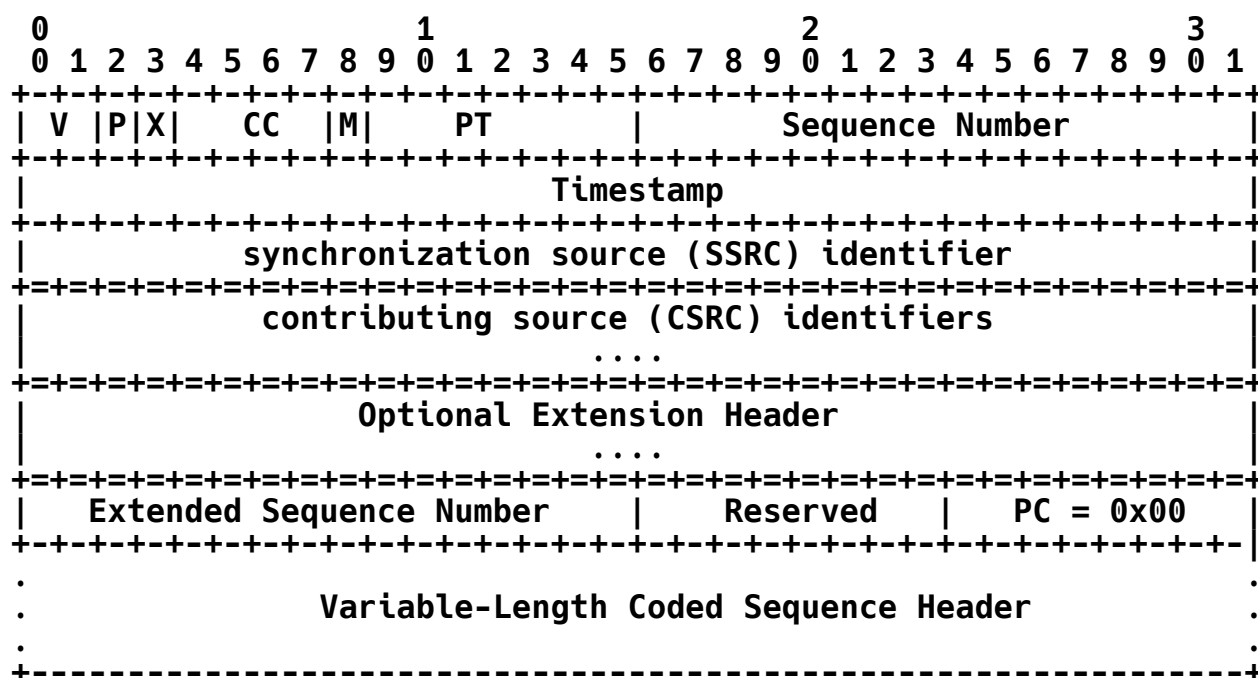 0                   1                   2                   3
0 1 2 3 4 5 6 7 8 9 0 1 2 3 4 5 6 7 8 9 0 1 2 3 4 5 6 7 8 9 0 1
+-+-+-+-+-+-+-+-+-+-+-+-+-+-+-+-+-+-+-+-+-+-+-+-+-+-+-+-+-+-+-+-+
| V |P|X|   CC  |M|    PT       |       Sequence Number         |
+-+-+-+-+-+-+-+-+-+-+-+-+-+-+-+-+-+-+-+-+-+-+-+-+-+-+-+-+-+-+-+-+
|                           Timestamp                           |
+-+-+-+-+-+-+-+-+-+-+-+-+-+-+-+-+-+-+-+-+-+-+-+-+-+-+-+-+-+-+-+-+
|           synchronization source (SSRC) identifier            |
+=+=+=+=+=+=+=+=+=+=+=+=+=+=+=+=+=+=+=+=+=+=+=+=+=+=+=+=+=+=+=+=+
|            contributing source (CSRC) identifiers             |
|                             ....                              |
+=+=+=+=+=+=+=+=+=+=+=+=+=+=+=+=+=+=+=+=+=+=+=+=+=+=+=+=+=+=+=+=+
|                 Optional Extension Header                     |
|                             ....                              |
+=+=+=+=+=+=+=+=+=+=+=+=+=+=+=+=+=+=+=+=+=+=+=+=+=+=+=+=+=+=+=+=+
|   Extended Sequence Number    |    Reserved   |   PC = 0x00   |
+-+-+-+-+-+-+-+-+-+-+-+-+-+-+-+-+-+-+-+-+-+-+-+-+-+-+-+-+-+-+-+-|
.                                                               .
.               Variable-Length Coded Sequence Header           .
.                                                               .
+---------------------------------------------------------------+